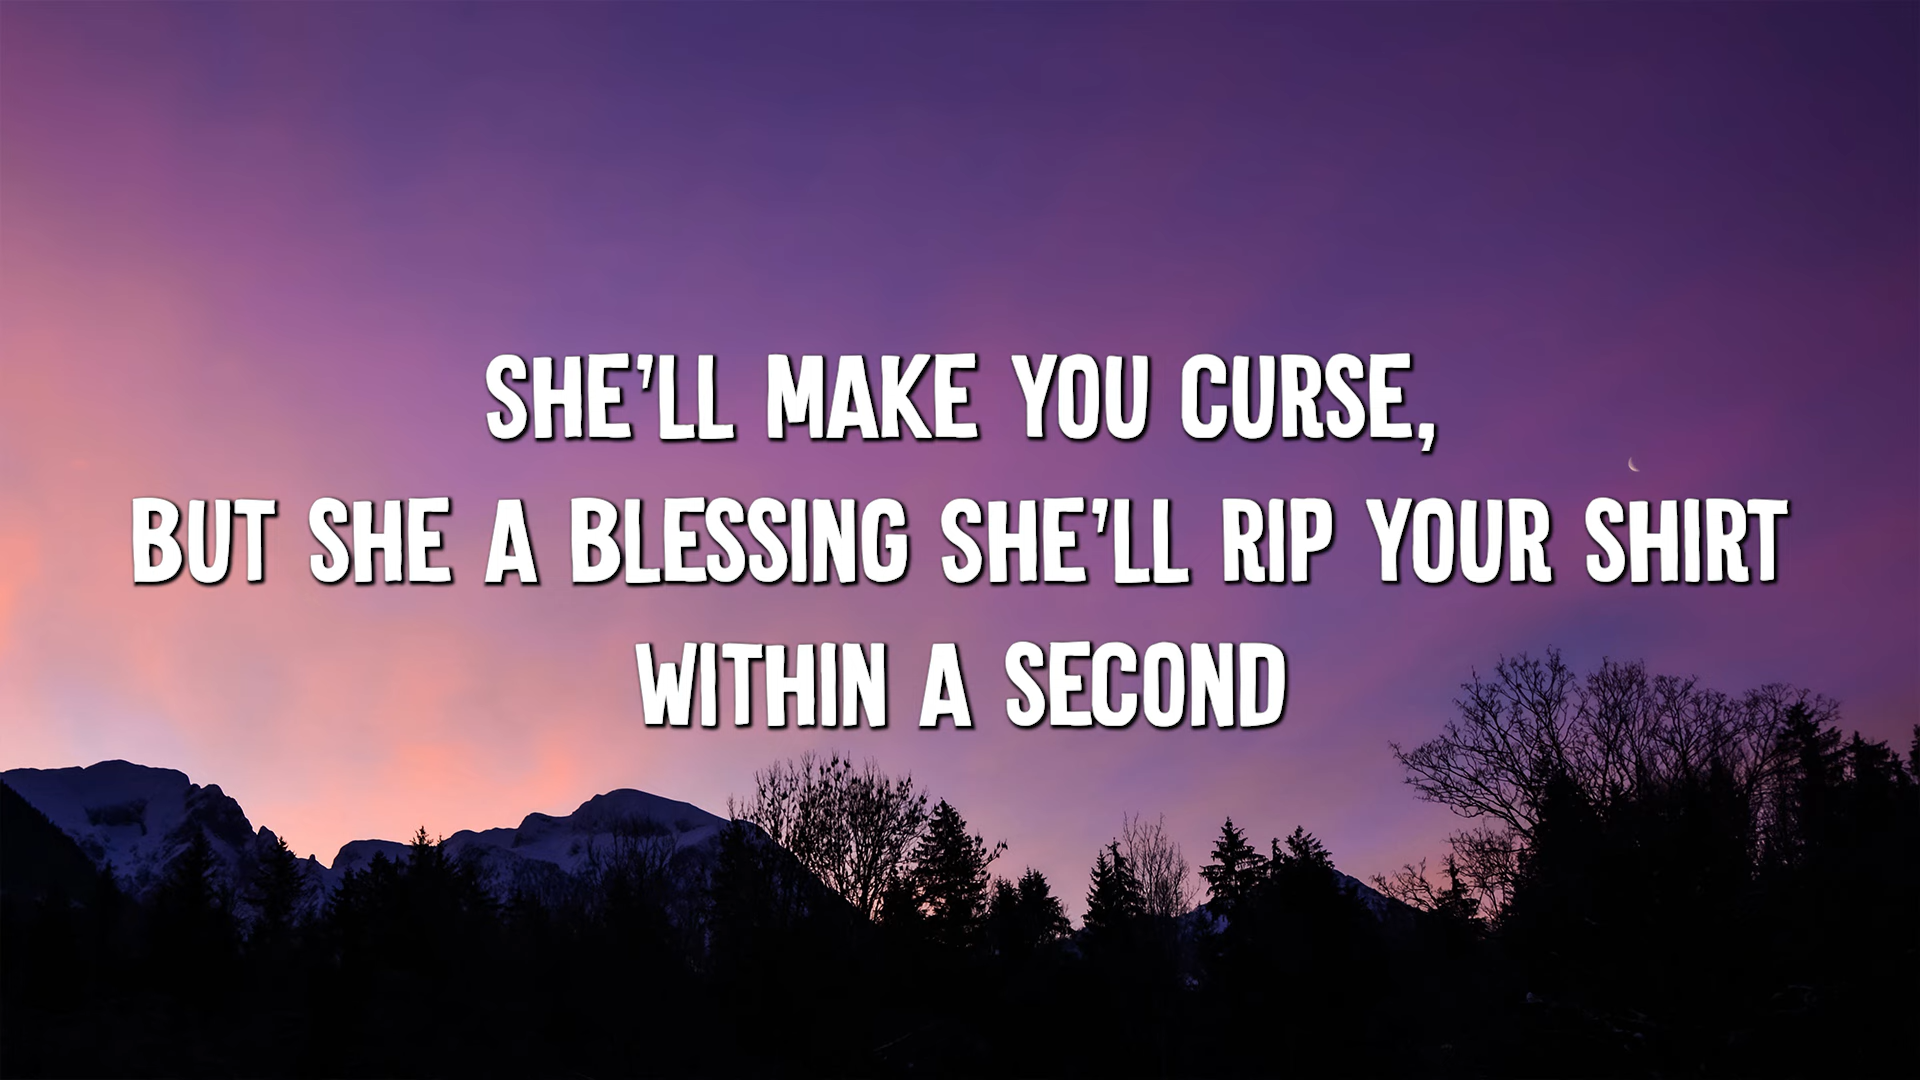 SHE'LL MAKE YOU CURSE,
BUT SHE A BLESSING SHE'LL RIP YOUR SHIRT
WITHIN A SECOND